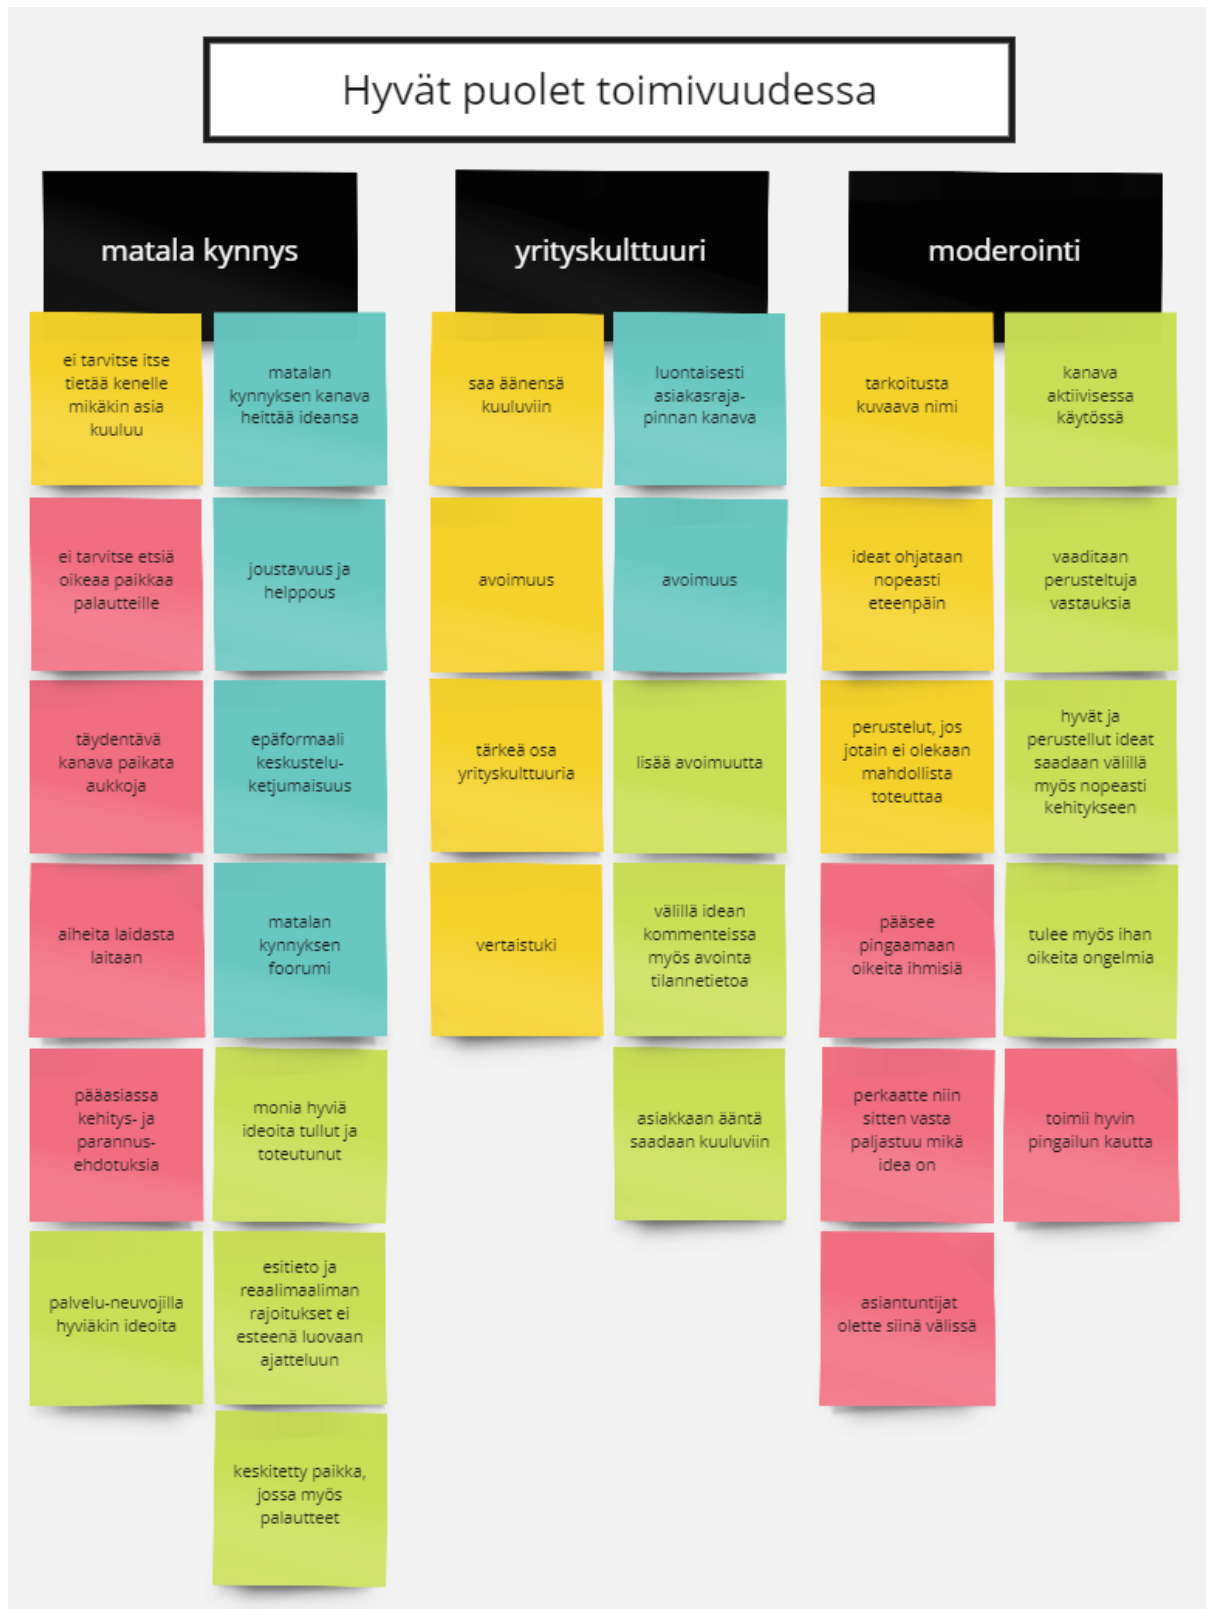 Hyvät puolet toimivuudessa
matala kynnys
ei tarvitse itse
tietää kenelle
mikäkin asia
kuuluu
matalan
kynnyksen kanava
heittää ideansa
ei tarvitse etsiä
oikeaa paikkaa
palautteille
joustavuus ja
helppous
täydentävä
kanava paikata
aukkoja
epäformaali
keskustelu-
ketjumaisuus
aiheita laidasta
laitaan
matalan
kynnyksen
foorumi
pääasiassa
kehitys- ja
parannus-
ehdotuksia
monia hyviä
ideoita tullut ja
toteutunut
palvelu-neuvojilla
hyviäkin ideoita
esitieto ja
reaalimaaliman
rajoitukset ei
esteenä luovaan
ajatteluun
keskitetty paikka,
jossa myös
palautteet
yrityskulttuuri
saa äänensä
kuuluviin
luontaisesti
asiakasraja-
pinnan kanava
avoimuus
avoimuus
tärkeä osa
yrityskulttuuria
lisää avoimuutta
vertaistuki
välillä idean
kommenteissa
myös avointa
tilannetietoa
asiakkaan ääntä
saadaan kuuluviin
moderointi
tarkoitusta
kuvaava nimi
kanava
aktiivisessa
käytössä
ideat ohjataan
nopeasti
eteenpäin
vaaditaan
perusteltuja
vastauksia
perustelut, jos
jotain ei olekaan
mahdollista
toteuttaa
hyvät ja
perustellut ideat
saadaan välillä
myös nopeasti
kehitykseen
pääsee
pingaamaan
oikeita ihmisiä
tulee myös ihan
oikeita ongelmia
perkaatte niin
sitten vasta
paljastuu mikä
idea on
toimii hyvin
pingailun kautta
asiantuntijat
olette siinä välissä